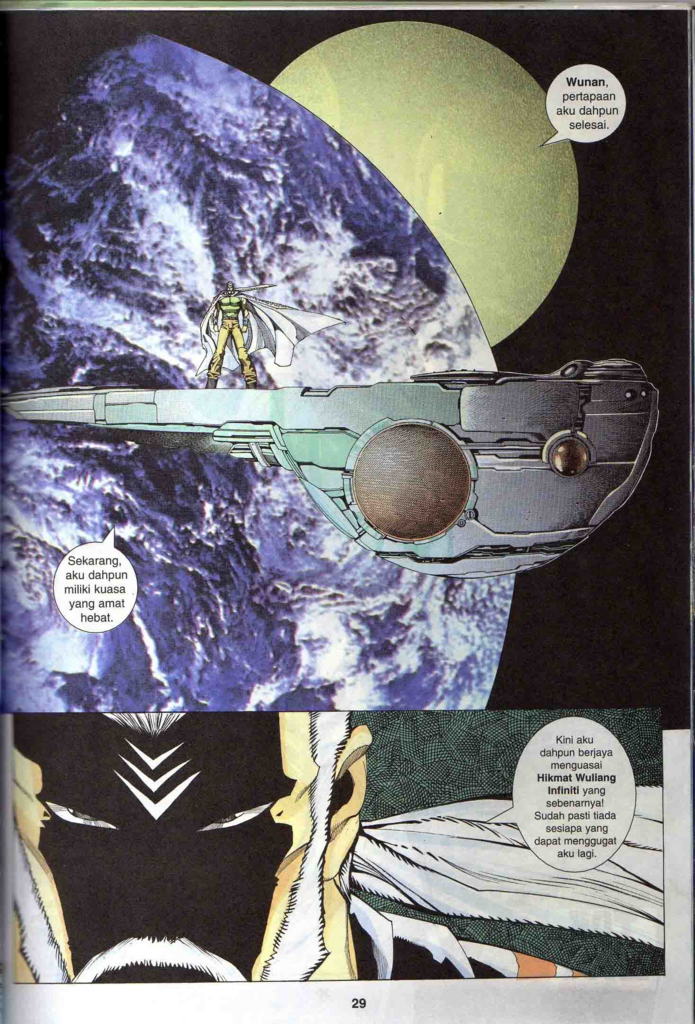 Wunan,
pertapaan
aku dahpun
selesai.
Sekarang,
aku dahpun
miliki kuasa
yang amat
hebat.
Kini aku
dahpun berjaya
menguasai
Hikmat Wuliang
Infiniti yang
sebenarnya!
Sudah pasti tiada
sesiapa yang
dapat menggugat
aku lagi.
29